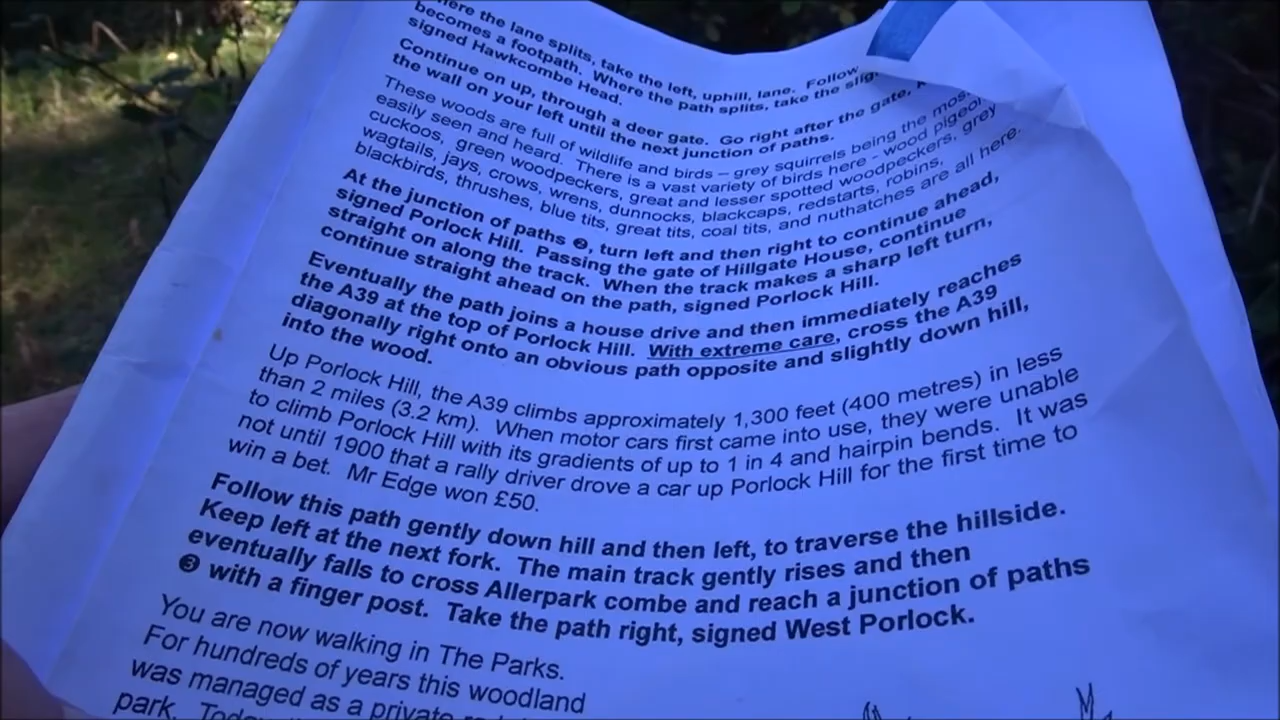 the lane splits, take the left, uphill, lane. Follow
becomes a footpath. Where the path splits, take the
signed Hawkcombe Head.
Continue on up, through a deer gate. Go right after the gate,
the wall on your left until the next junction of paths.
These woods are full of wildlife and birds – grey squirrels being the
easily seen and heard. There is a vast variety of birds here - wood
cuckoos, green woodpeckers, great and lesser spotted woodpeckers, grey
wagtails, jays, crows, wrens, dunnocks, blackcaps, redstarts, robins,
blackbirds, thrushes, blue tits, great tits, coal tits, and nuthatches are all here.
At the junction of paths ❷, turn left and then right to continue ahead,
signed Porlock Hill. Passing the gate of Hillgate House, continue
straight on along the track. When the track makes a sharp left turn,
continue straight ahead on the path, signed Porlock Hill.
Eventually the path joins a house drive and then immediately reaches
the A39 at the top of Porlock Hill. With extreme care, cross the A39
diagonally right onto an obvious path opposite and slightly down hill,
into the wood.
Up Porlock Hill, the A39 climbs approximately 1,300 feet (400 metres) in less
than 2 miles (3.2 km). When motor cars first came into use, they were unable
to climb Porlock Hill with its gradients of up to 1 in 4 and hairpin bends. It was
not until 1900 that a rally driver drove a car up Porlock Hill for the first time to
win a bet. Mr Edge won £50.
Follow this path gently down hill and then left, to traverse the hillside.
Keep left at the next fork. The main track gently rises and then
eventually falls to cross Allerpark combe and reach a junction of paths
❸ with a finger post. Take the path right, signed West Porlock.
You are now walking in The Parks.
For hundreds of years this woodland
was managed as a private
park.